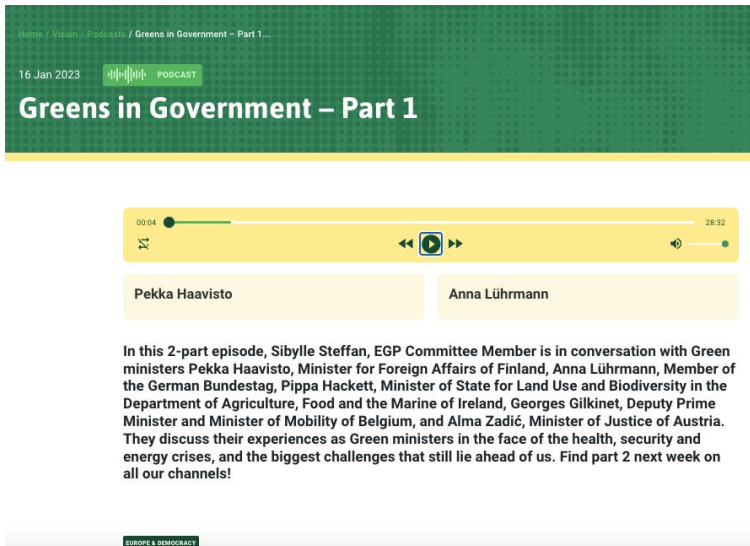 Home / Vision / Podcasts / Greens in Government – Part 1...
16 Jan 2023 PODCAST
Greens in Government – Part 1
00:04 28:32
Pekka Haavisto
Anna Lührmann
In this 2-part episode, Sibylle Steffan, EGP Committee Member is in conversation with Green
ministers Pekka Haavisto, Minister for Foreign Affairs of Finland, Anna Lührmann, Member of
the German Bundestag, Pippa Hackett, Minister of State for Land Use and Biodiversity in the
Department of Agriculture, Food and the Marine of Ireland, Georges Gilkinet, Deputy Prime
Minister and Minister of Mobility of Belgium, and Alma Zadić, Minister of Justice of Austria.
They discuss their experiences as Green ministers in the face of the health, security and
energy crises, and the biggest challenges that still lie ahead of us. Find part 2 next week on
all our channels!
EUROPE & DEMOCRACY